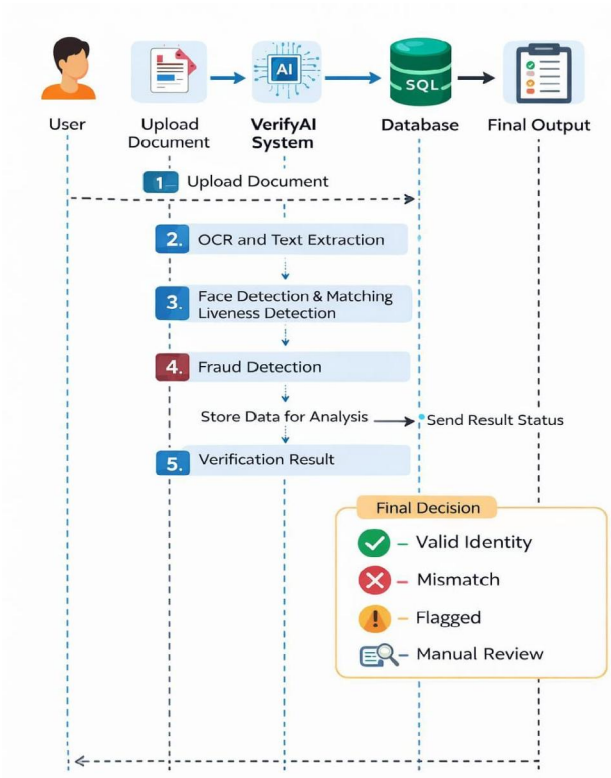 AI
SQL
User
Upload
Document
VerifyAI
System
Database
Final Output
1 Upload Document
2. OCR and Text Extraction
3. Face Detection & Matching
Liveness Detection
4. Fraud Detection
Store Data for Analysis
Send Result Status
5. Verification Result
Final Decision
– Valid Identity
– Mismatch
– Flagged
– Manual Review